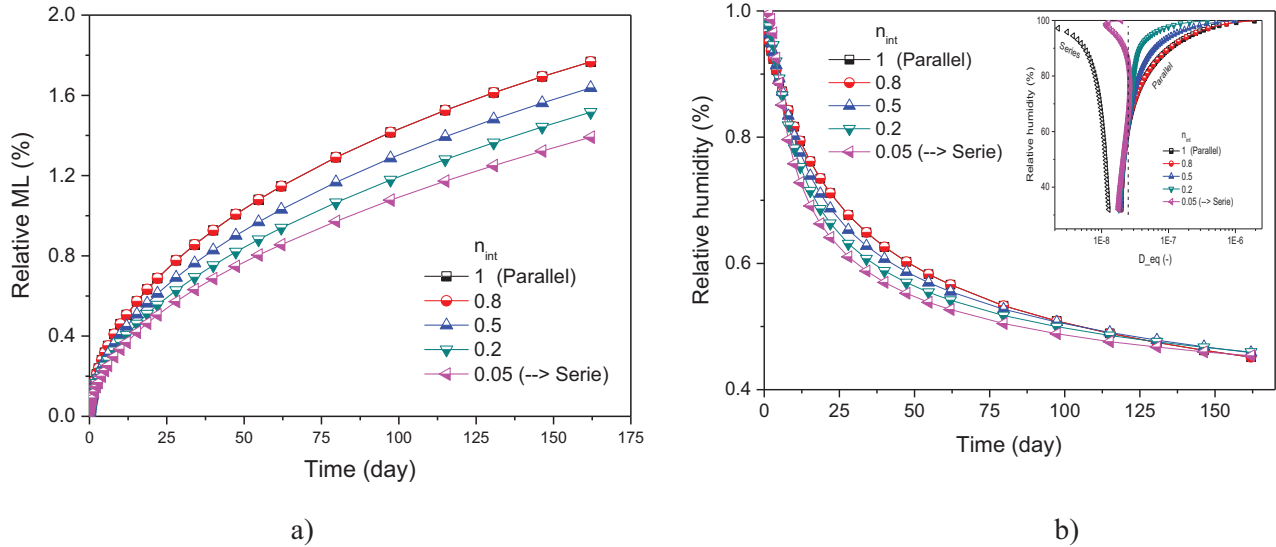 2.0
1.6
1.2
0.8
0.4
0.0
Relative ML (%)
0 25 50 75 100 125 150 175
Time (day)
n_int
1 (Parallel)
0.8
0.5
0.2
0.05 (--> Serie)
a)
1.0
0.8
0.6
0.4
Relative humidity (%)
0 25 50 75 100 125 150
Time (day)
n_int
1 (Parallel)
0.8
0.5
0.2
0.05 (--> Serie)
100
80
60
40
Relative humidity (%)
1E-8 1E-7 1E-6
D_eq (-)
Series
Parallel
n_int
1 (Parallel)
0.8
0.5
0.2
0.05 (--> Serie)
b)